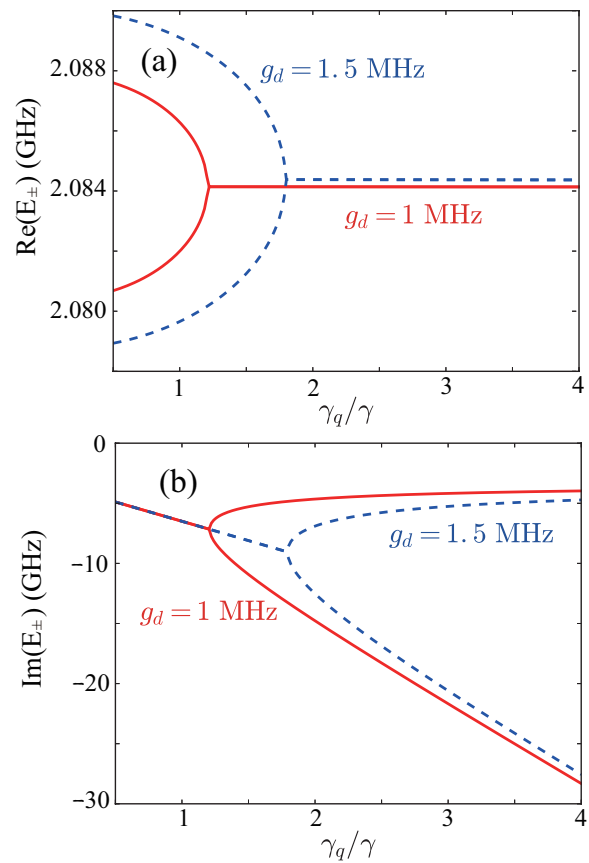 (a)
g_d = 1.5 MHz
g_d = 1 MHz
2.088
2.084
2.080
Re(E_±) (GHz)
1 2 3 4
γ_q/γ
(b)
g_d = 1.5 MHz
g_d = 1 MHz
0
−10
−20
−30
Im(E_±) (GHz)
1 2 3 4
γ_q/γ